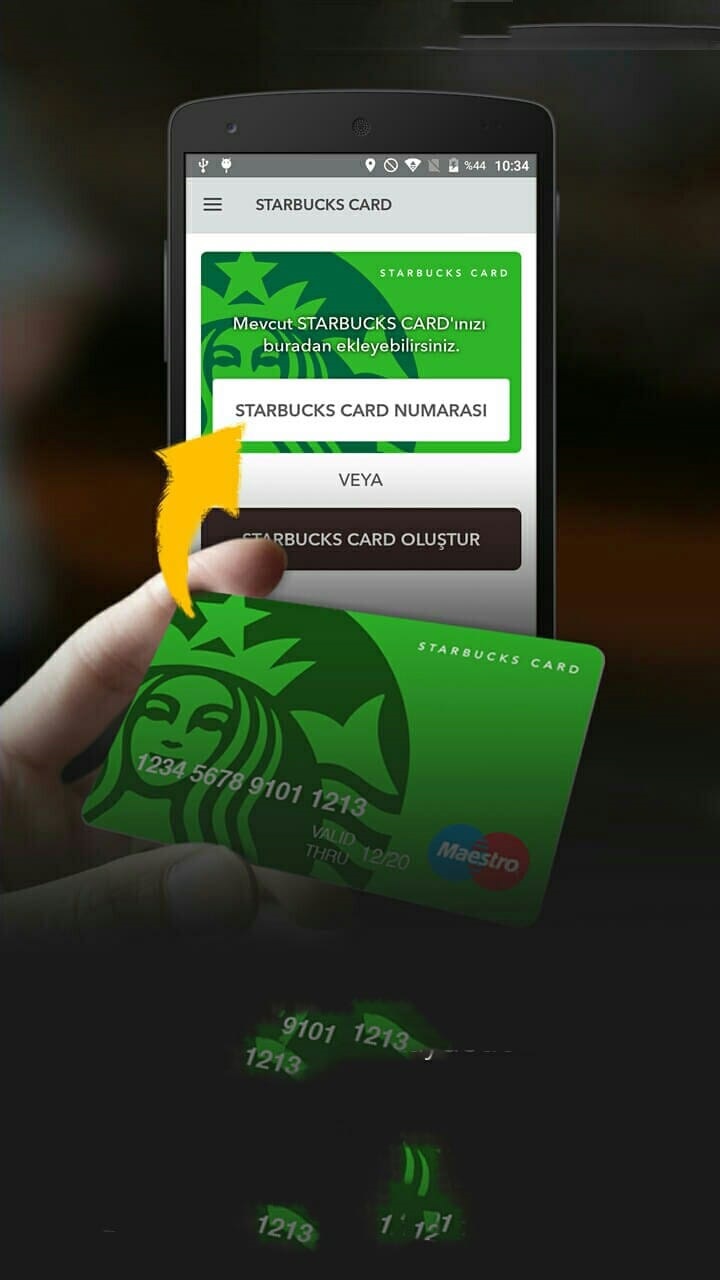 %44 10:34
STARBUCKS CARD
STARBUCKS CARD
Mevcut STARBUCKS CARD'ınızı
buradan ekleyebilirsiniz.
STARBUCKS CARD NUMARASI
VEYA
STARBUCKS CARD OLUŞTUR
STARBUCKS CARD
1234 5678 9101 1213
VALID
THRU 12/20
Maestro
9101 1213
1213
1213